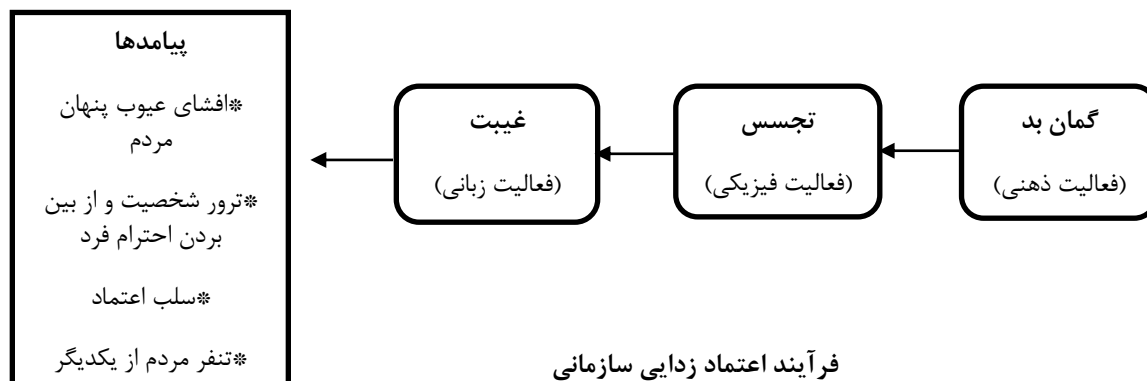 گمان بد
(فعالیت ذهنی)
تجسس
(فعالیت فیزیکی)
غیبت
(فعالیت زبانی)
پیامدها
*افشای عیوب پنهان
مردم
*ترور شخصیت و از بین
بردن احترام فرد
*سلب اعتماد
*تنفر مردم از یکدیگر
فرآیند اعتماد زدایی سازمانی